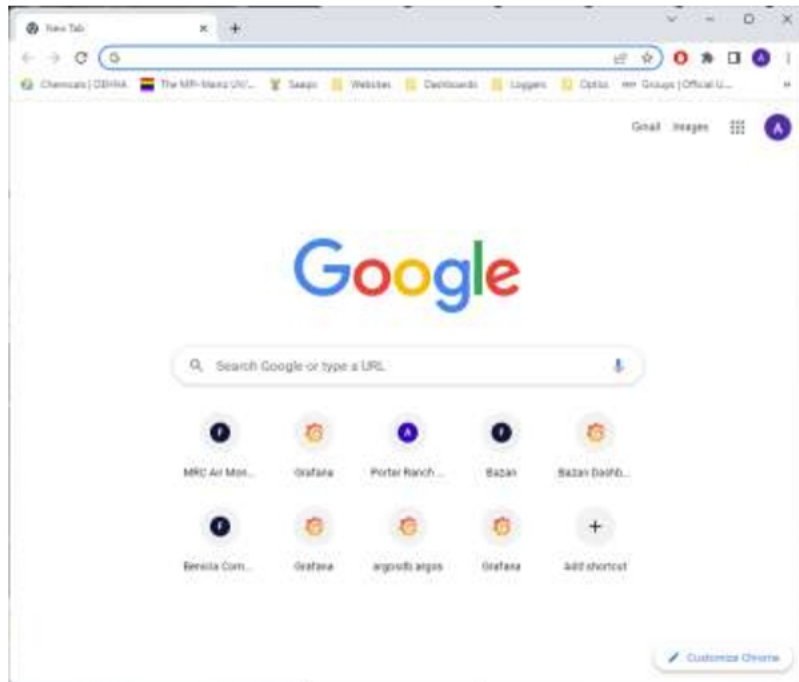 New Tab
G
Chemicals | OEHHA The MPI-Mainz UV/... Seaqs Websites Dashboards Loggers Optics Groups | Official U... »
Gmail Images A
Google
Search Google or type a URL
MRC Air Mon... Grafana Porter Ranch ... Bazan Bazan Dashb...
Benicia Com... Grafana argosdb.argos Grafana Add shortcut
Customize Chrome